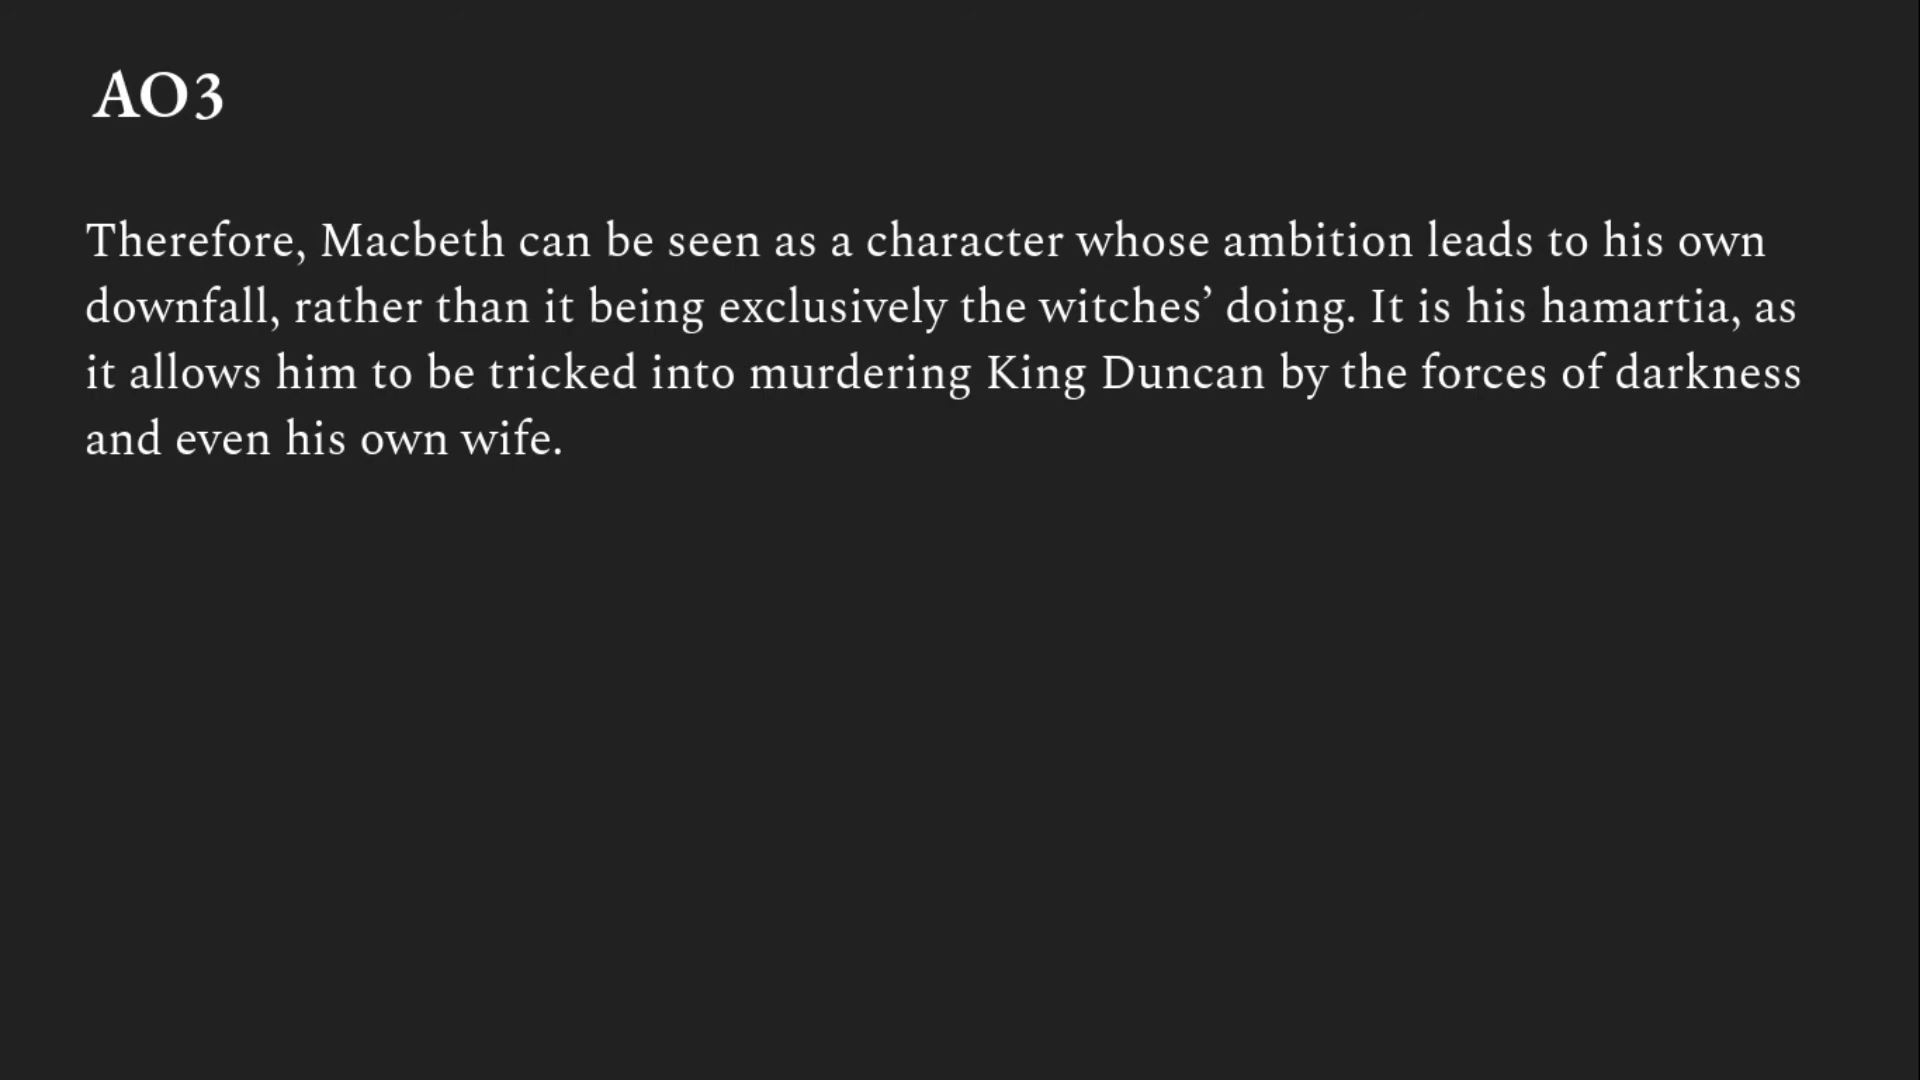 AO3
Therefore, Macbeth can be seen as a character whose ambition leads to his own
downfall, rather than it being exclusively the witches’ doing. It is his hamartia, as
it allows him to be tricked into murdering King Duncan by the forces of darkness
and even his own wife.